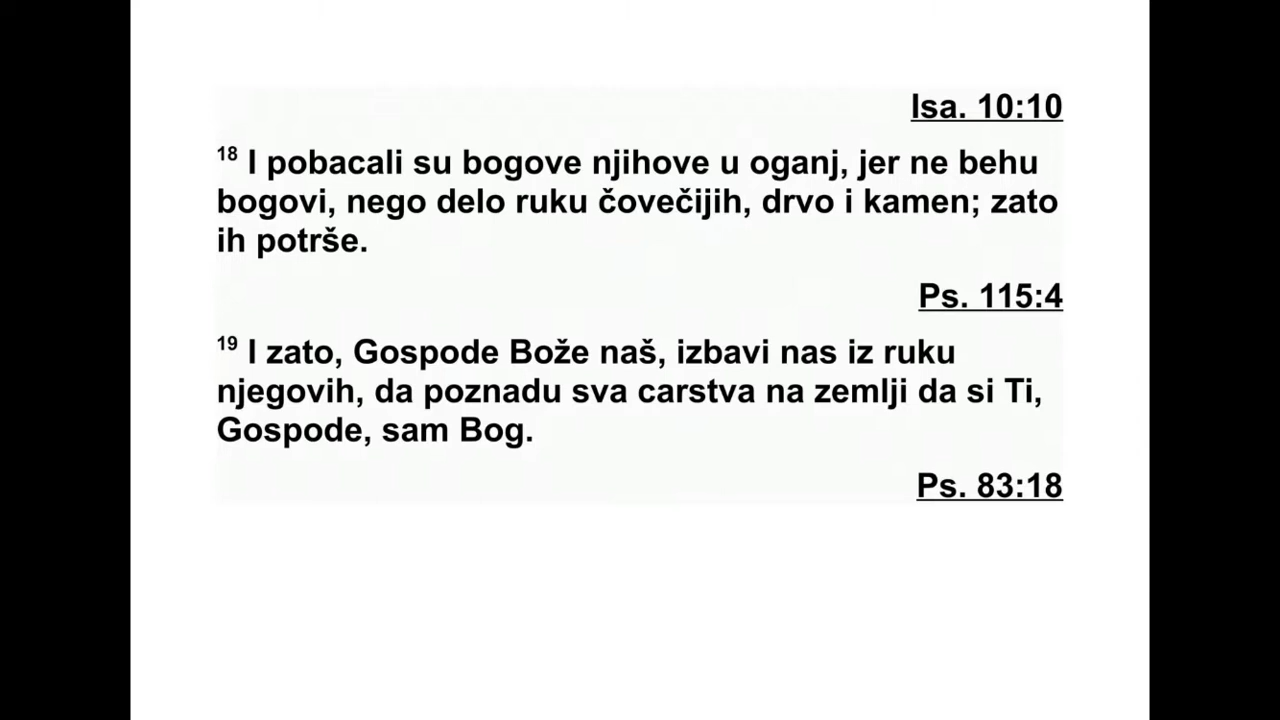 Isa. 10:10
18 I pobacali su bogove njihove u oganj, jer ne behu
bogovi, nego delo ruku čovečijih, drvo i kamen; zato
ih potrše.
Ps. 115:4
19 I zato, Gospode Bože naš, izbavi nas iz ruku
njegovih, da poznadu sva carstva na zemlji da si Ti,
Gospode, sam Bog.
Ps. 83:18